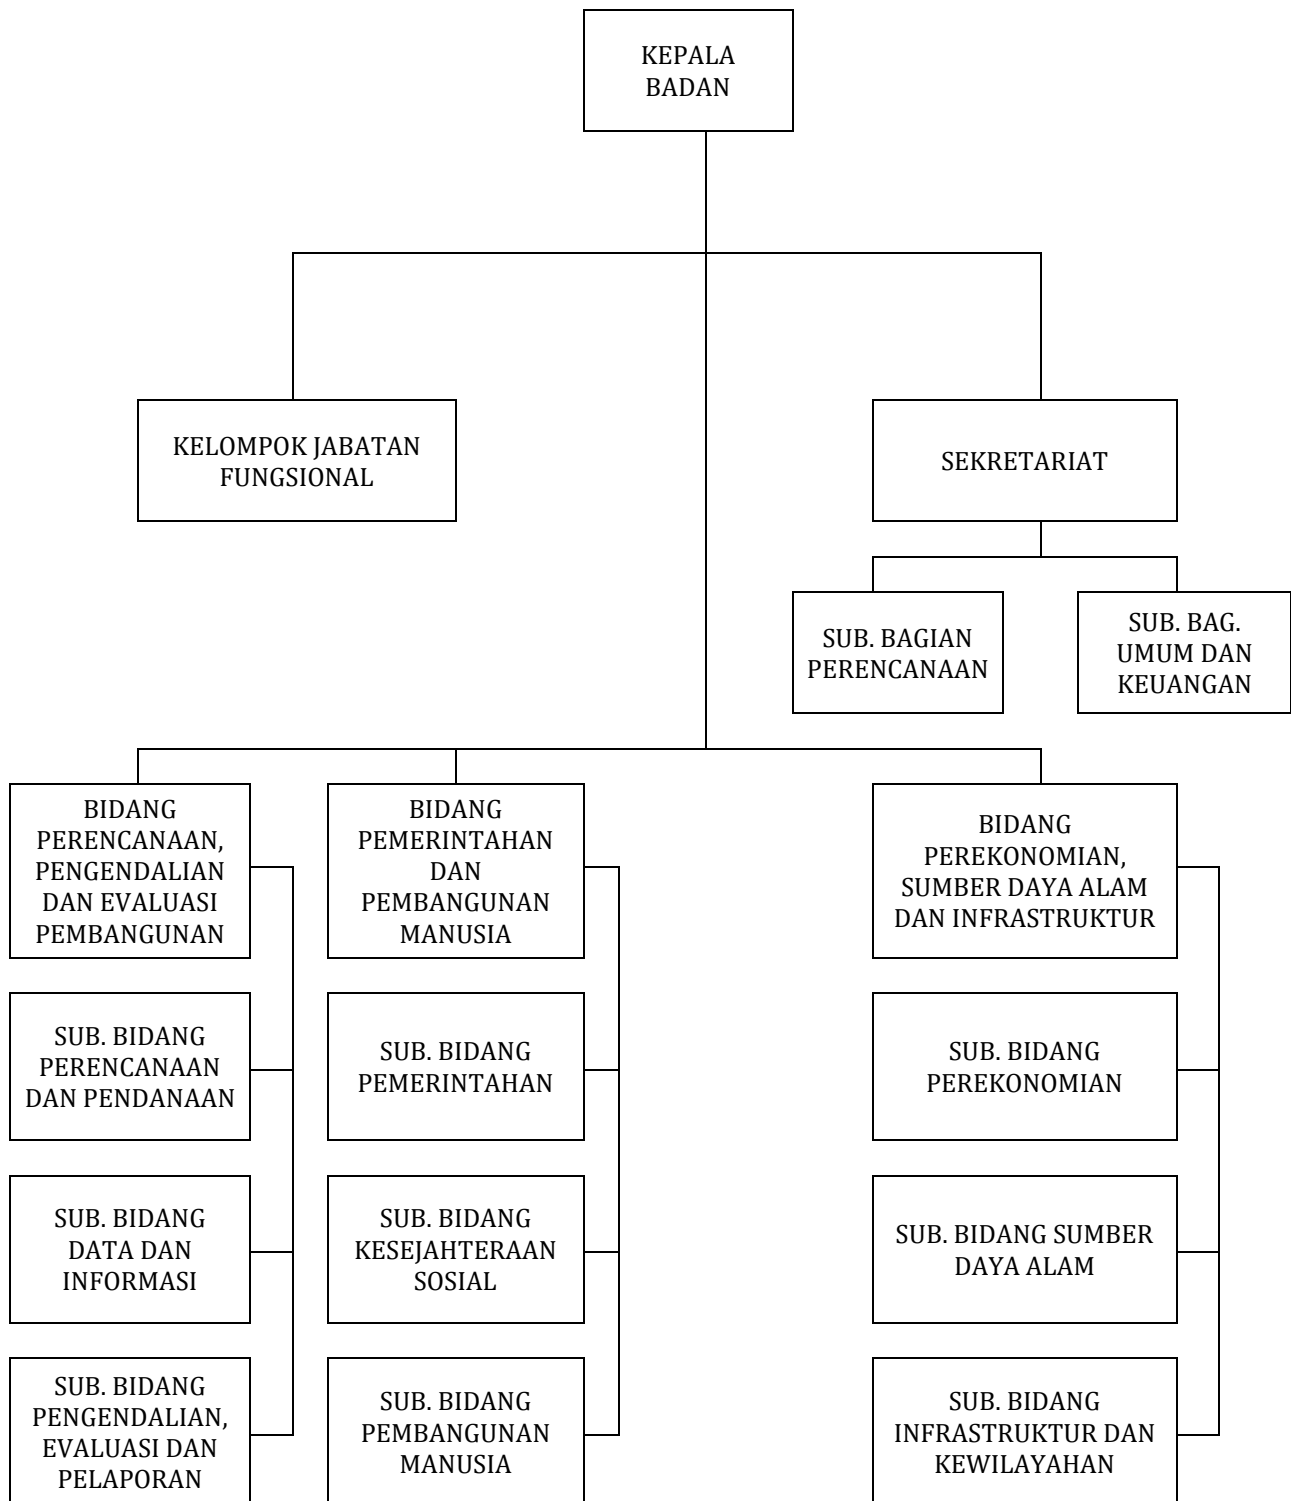 KEPALA
BADAN
KELOMPOK JABATAN
FUNGSIONAL
SEKRETARIAT
SUB. BAGIAN
PERENCANAAN
SUB. BAG.
UMUM DAN
KEUANGAN
BIDANG
PERENCANAAN,
PENGENDALIAN
DAN EVALUASI
PEMBANGUNAN
BIDANG
PEMERINTAHAN
DAN
PEMBANGUNAN
MANUSIA
BIDANG
PEREKONOMIAN,
SUMBER DAYA ALAM
DAN INFRASTRUKTUR
SUB. BIDANG
PERENCANAAN
DAN PENDANAAN
SUB. BIDANG
PEMERINTAHAN
SUB. BIDANG
PEREKONOMIAN
SUB. BIDANG
DATA DAN
INFORMASI
SUB. BIDANG
KESEJAHTERAAN
SOSIAL
SUB. BIDANG SUMBER
DAYA ALAM
SUB. BIDANG
PENGENDALIAN,
EVALUASI DAN
PELAPORAN
SUB. BIDANG
PEMBANGUNAN
MANUSIA
SUB. BIDANG
INFRASTRUKTUR DAN
KEWILAYAHAN